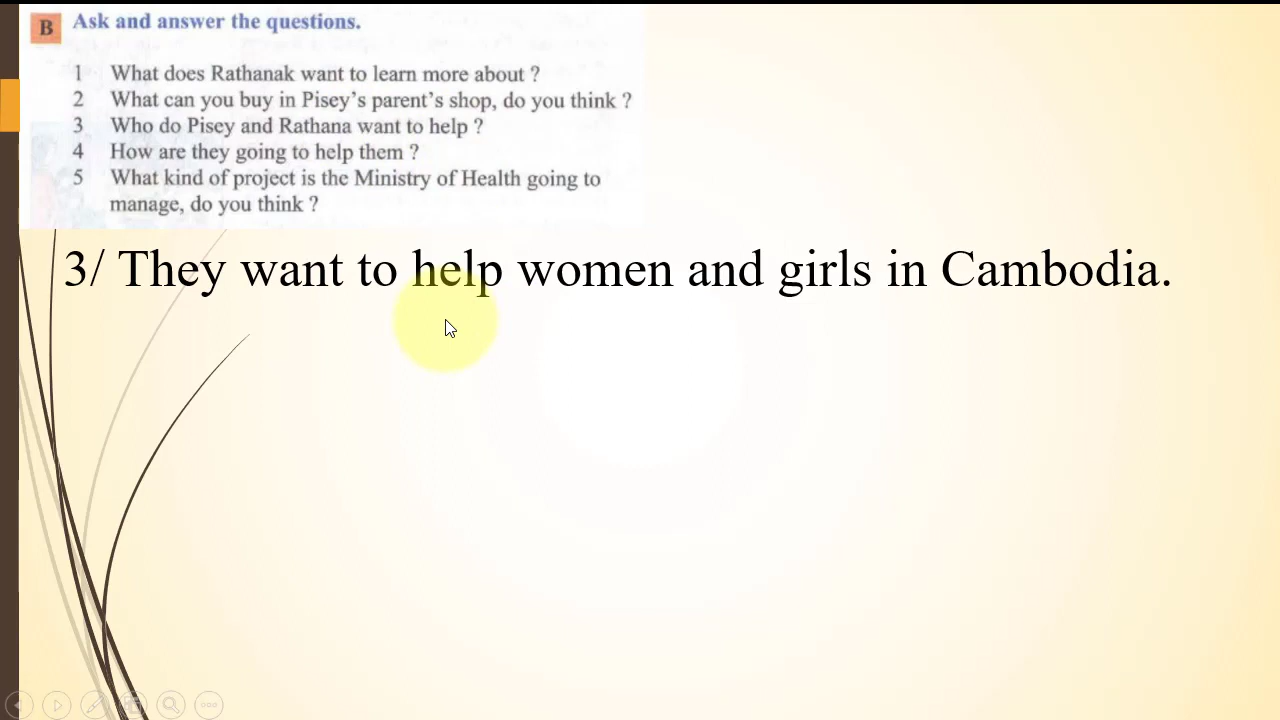 B Ask and answer the questions.
1 What does Rathanak want to learn more about ?
2 What can you buy in Pisey's parent's shop, do you think ?
3 Who do Pisey and Rathana want to help ?
4 How are they going to help them ?
5 What kind of project is the Ministry of Health going to
manage, do you think ?
3/ They want to help women and girls in Cambodia.